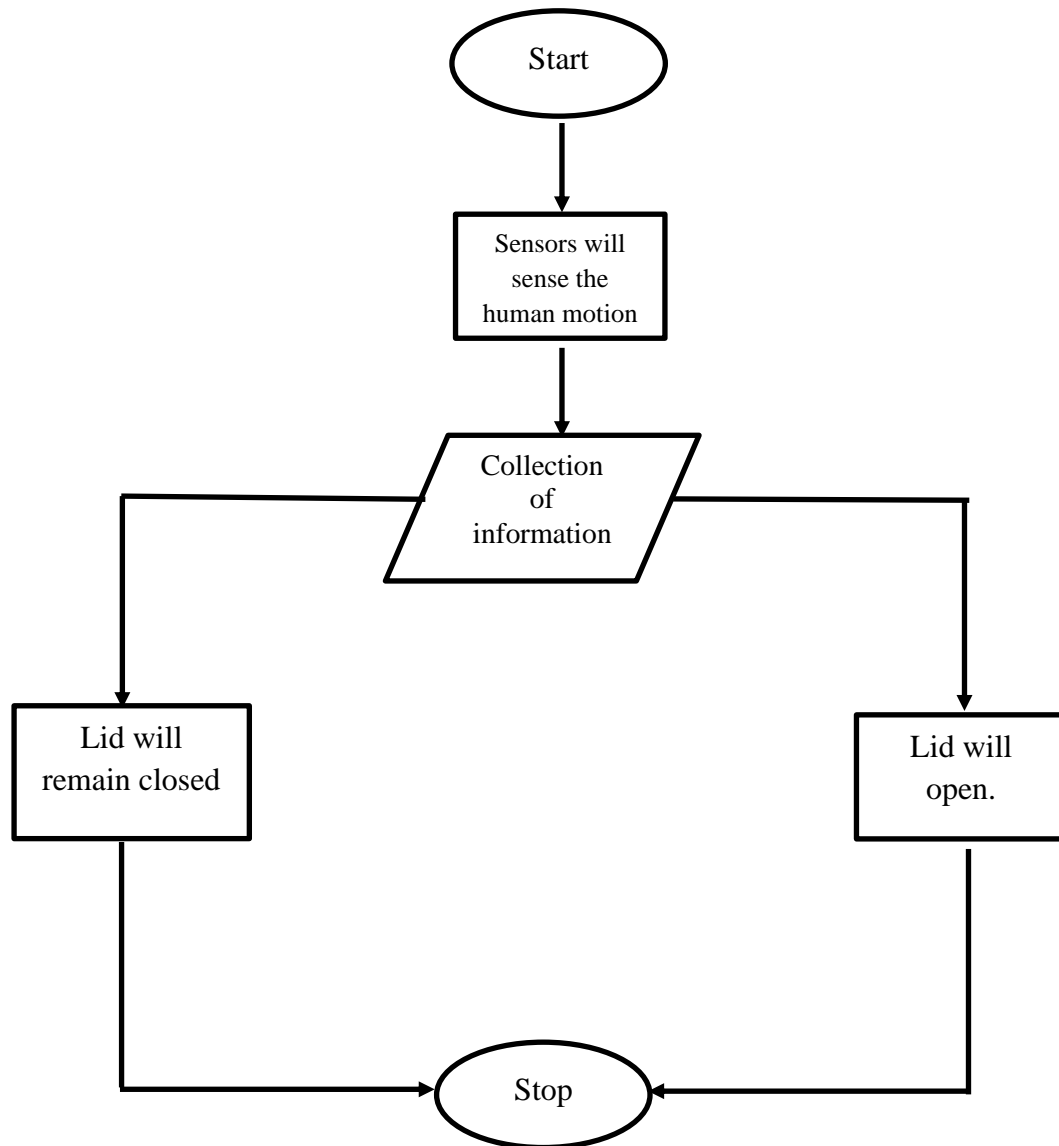 Start
Sensors will
sense the
human motion
Collection
of
information
Lid will
remain closed
Lid will
open.
Stop